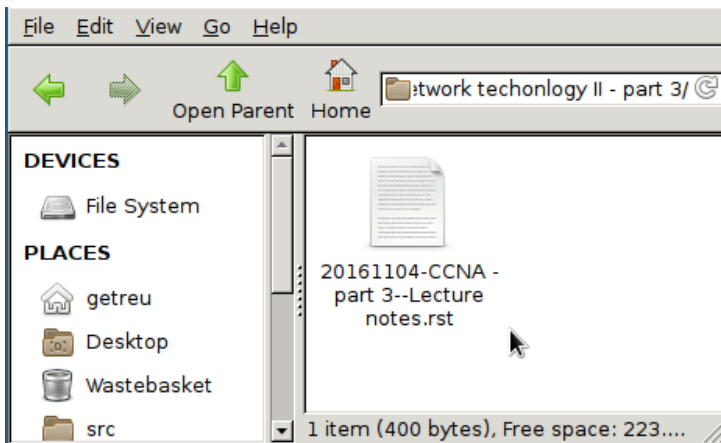 File Edit View Go Help
Open Parent Home
etwork techonlogy II - part 3/
DEVICES
File System
PLACES
getreu
Desktop
Wastebasket
src
20161104-CCNA -
part 3--Lecture
notes.rst
1 item (400 bytes), Free space: 223....